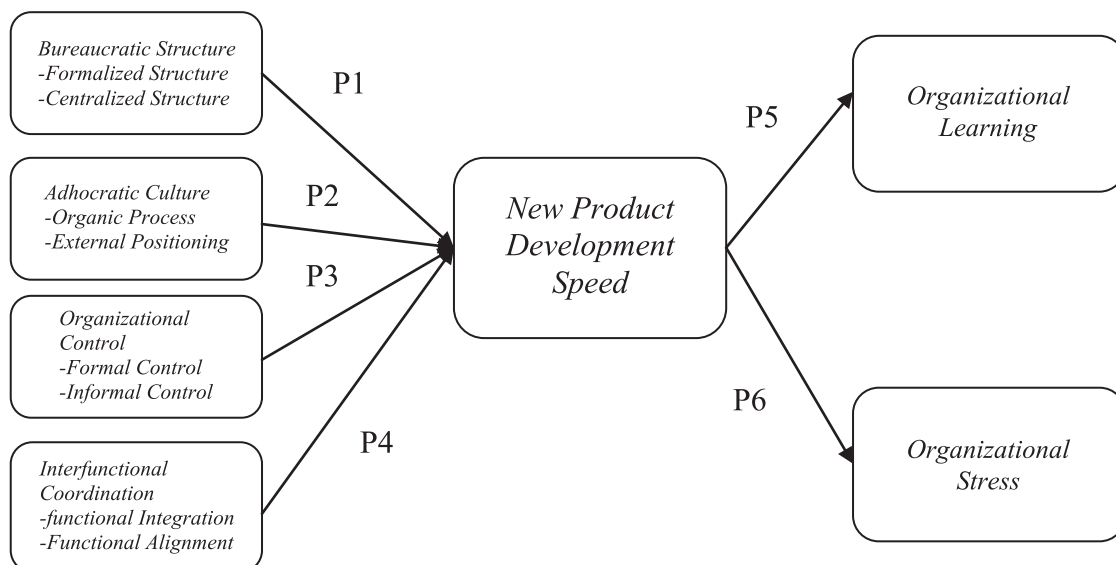 Bureaucratic Structure
-Formalized Structure
-Centralized Structure
P1
Adhocratic Culture
-Organic Process
-External Positioning
P2
Organizational
Control
-Formal Control
-Informal Control
P3
Interfunctional
Coordination
-functional Integration
-Functional Alignment
P4
New Product
Development
Speed
P5
Organizational
Learning
P6
Organizational
Stress